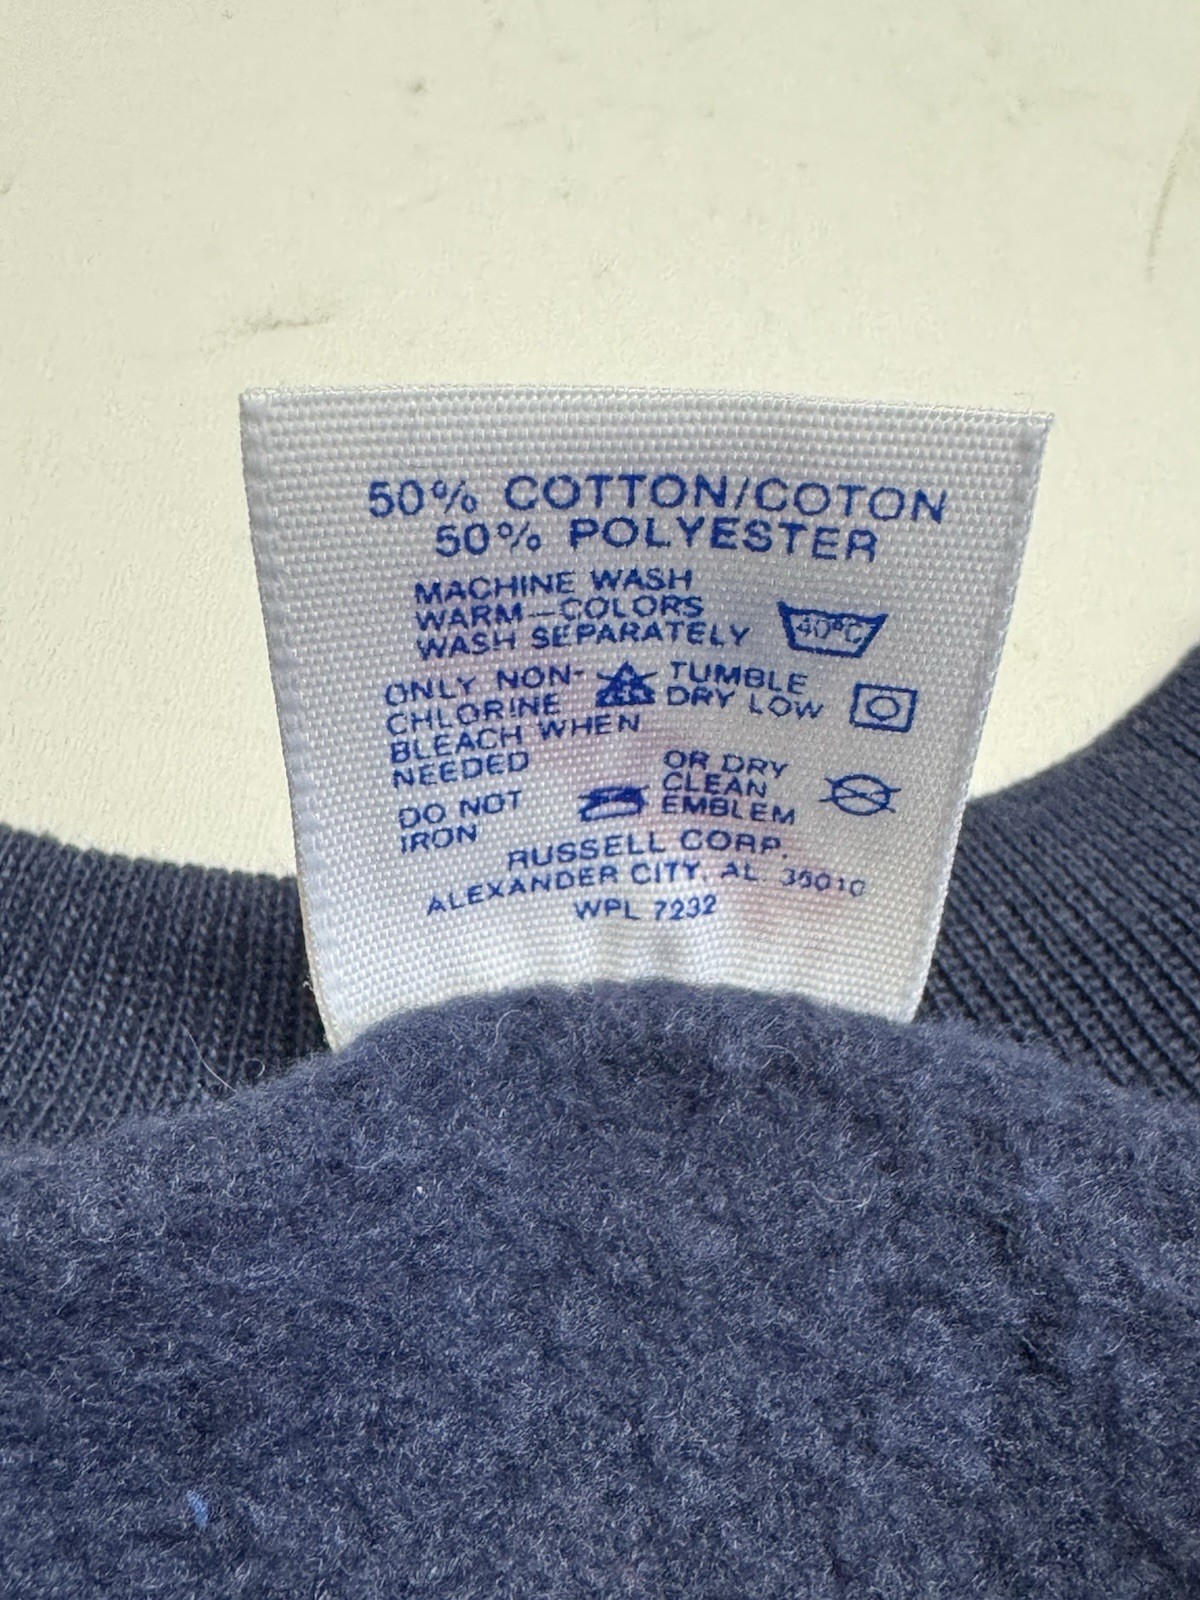 50% COTTON/COTON
50% POLYESTER
MACHINE WASH
WARM—COLORS
WASH SEPARATELY
40°C
ONLY NON-
CHLORINE
BLEACH WHEN
NEEDED
TUMBLE
DRY LOW
DO NOT
IRON
OR DRY
CLEAN
EMBLEM
RUSSELL CORP.
ALEXANDER CITY, AL. 35010
WPL 7232